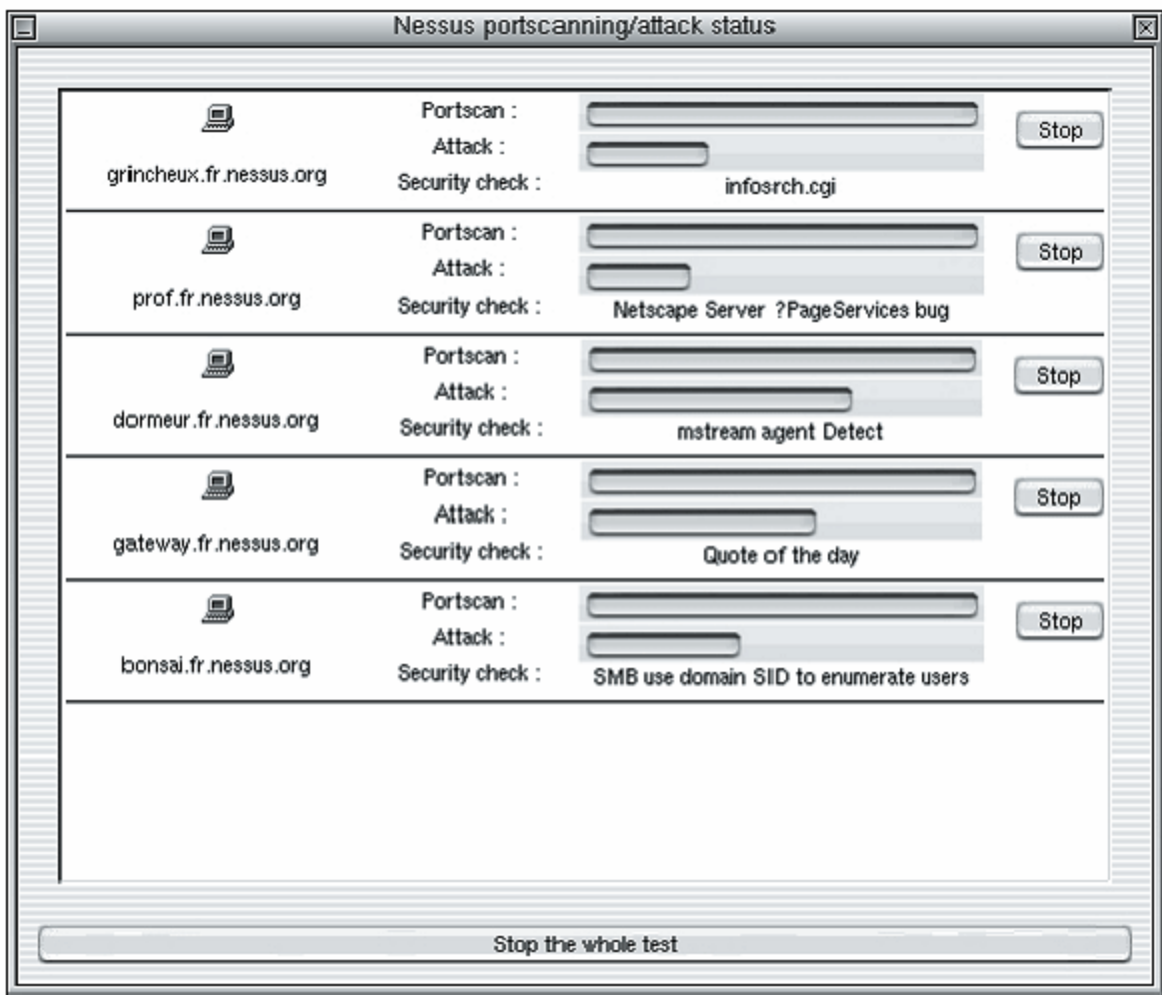 Nessus portscanning/attack status
Portscan :
Stop
Attack :
grincheux.fr.nessus.org
Security check :
infosrch.cgi
Portscan :
Stop
Attack :
prof.fr.nessus.org
Security check :
Netscape Server ?PageServices bug
Portscan :
Stop
Attack :
dormeur.fr.nessus.org
Security check :
mstream agent Detect
Portscan :
Stop
Attack :
gateway.fr.nessus.org
Security check :
Quote of the day
Portscan :
Stop
Attack :
bonsai.fr.nessus.org
Security check :
SMB use domain SID to enumerate users
Stop the whole test